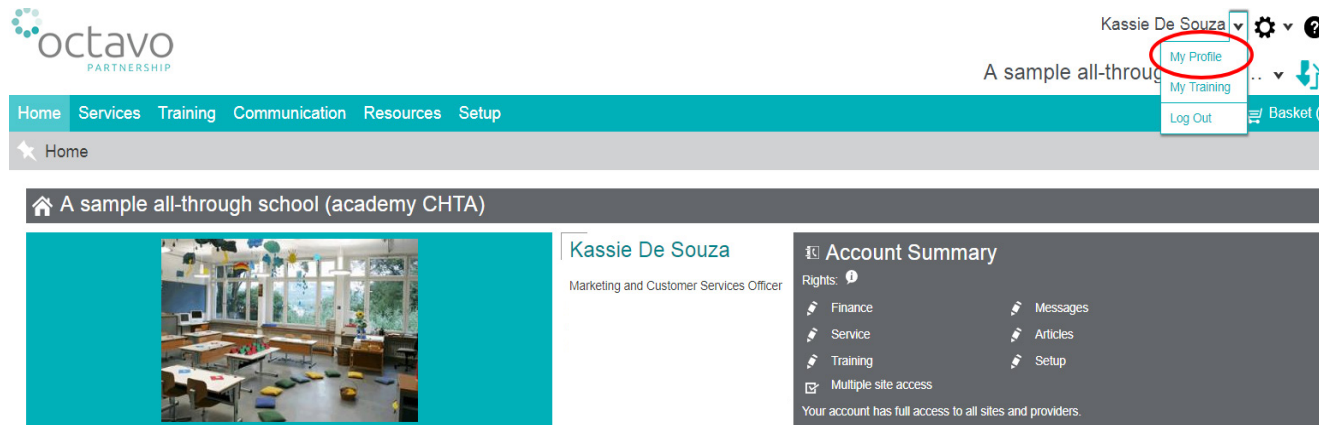 octavo
PARTNERSHIP
Kassie De Souza
My Profile
My Training
Log Out
A sample all-throug
Home Services Training Communication Resources Setup
Basket (
Home
A sample all-through school (academy CHTA)
Kassie De Souza
Marketing and Customer Services Officer
Account Summary
Rights:
Finance
Messages
Service
Articles
Training
Setup
Multiple site access
Your account has full access to all sites and providers.